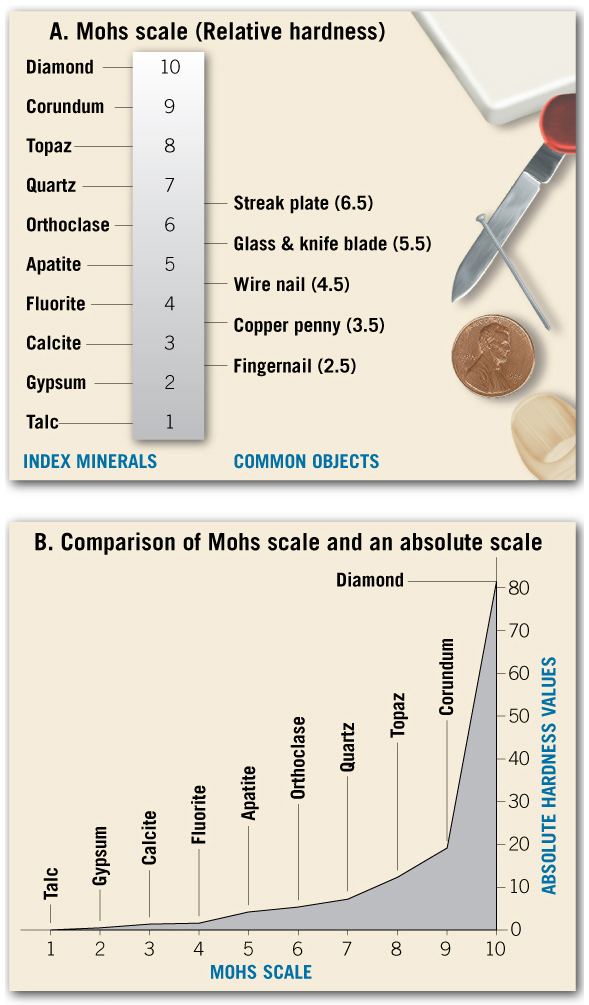 A. Mohs scale (Relative hardness)
Diamond 10
Corundum 9
Topaz 8
Quartz 7
Streak plate (6.5)
Orthoclase 6
Glass & knife blade (5.5)
Apatite 5
Wire nail (4.5)
Fluorite 4
Copper penny (3.5)
Calcite 3
Fingernail (2.5)
Gypsum 2
Talc 1
INDEX MINERALS COMMON OBJECTS
B. Comparison of Mohs scale and an absolute scale
Diamond
Talc
Gypsum
Calcite
Fluorite
Apatite
Orthoclase
Quartz
Topaz
Corundum
80
70
60
50
40
30
20
10
0
ABSOLUTE HARDNESS VALUES
1 2 3 4 5 6 7 8 9 10
MOHS SCALE